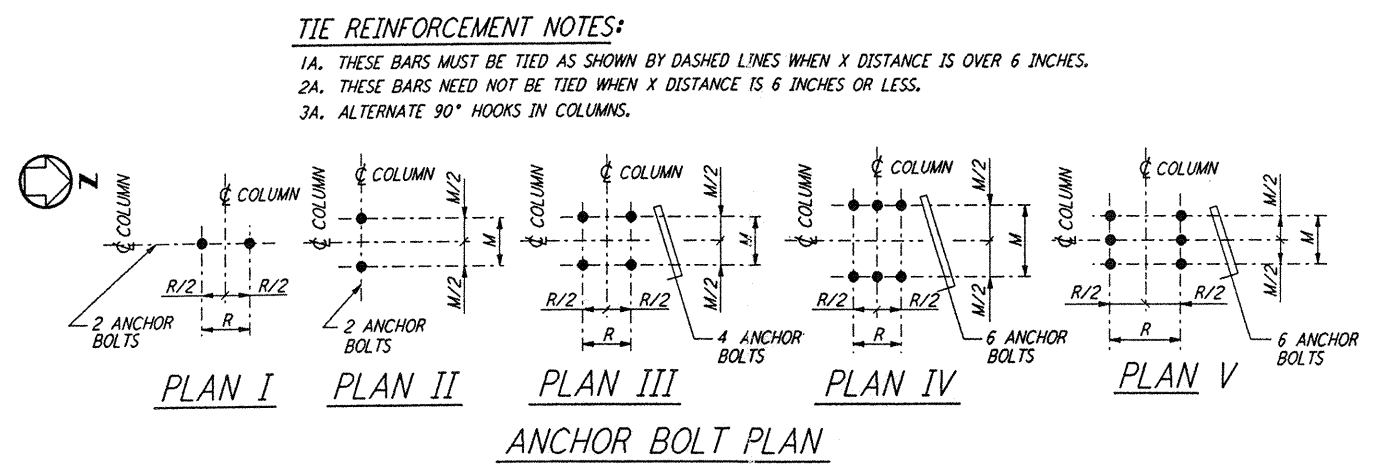 TIE REINFORCEMENT NOTES:
1A. THESE BARS MUST BE TIED AS SHOWN BY DASHED LINES WHEN X DISTANCE IS OVER 6 INCHES.
2A. THESE BARS NEED NOT BE TIED WHEN X DISTANCE IS 6 INCHES OR LESS.
3A. ALTERNATE 90° HOOKS IN COLUMNS.
N
℄ COLUMN
℄ COLUMN
R/2
R/2
R
2 ANCHOR
BOLTS
PLAN I
℄ COLUMN
℄ COLUMN
M/2
M
M/2
2 ANCHOR
BOLTS
PLAN II
℄ COLUMN
℄ COLUMN
M/2
M
M/2
R/2
R/2
R
4 ANCHOR
BOLTS
PLAN III
℄ COLUMN
℄ COLUMN
M/2
M
M/2
R/2
R/2
R
6 ANCHOR
BOLTS
PLAN IV
℄ COLUMN
℄ COLUMN
M/2
M
M/2
R/2
R/2
R
6 ANCHOR
BOLTS
PLAN V
ANCHOR BOLT PLAN